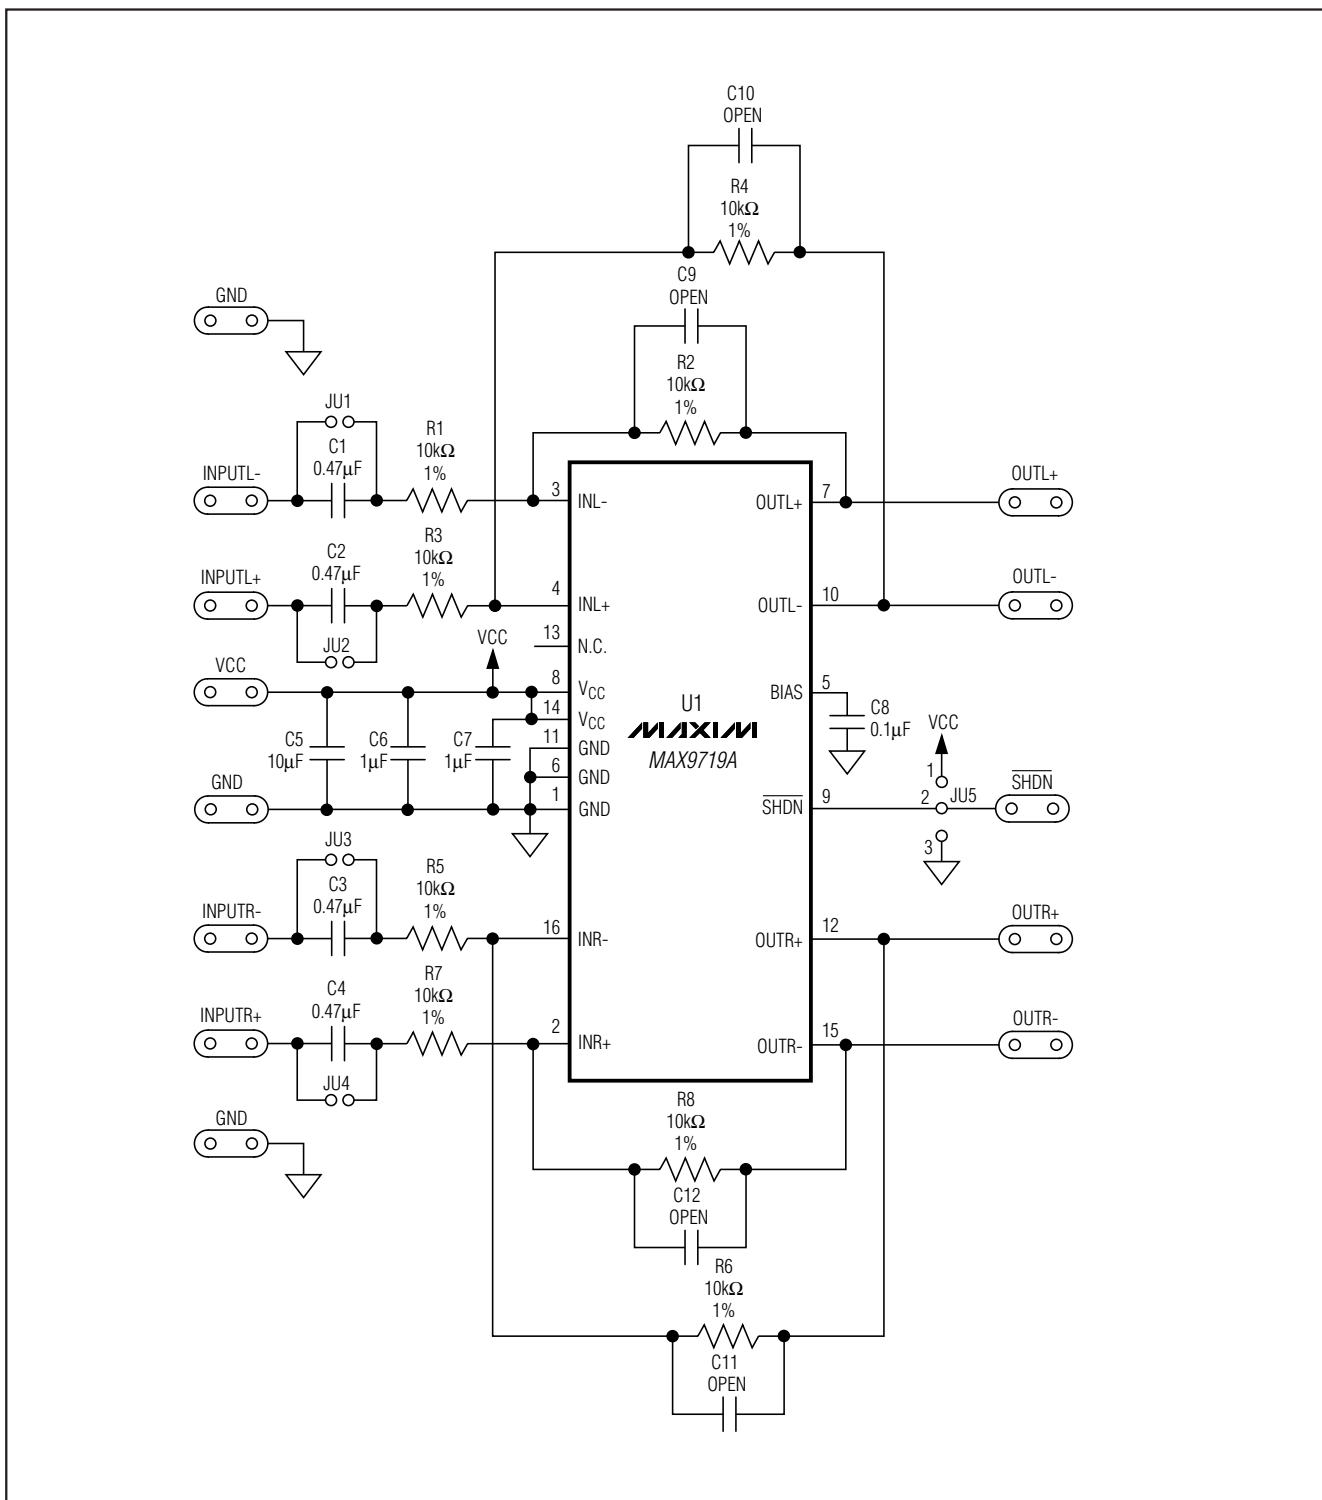 C10
OPEN
R4
10kΩ
1%
C9
OPEN
GND
R2
10kΩ
1%
JU1
C1
0.47µF
R1
10kΩ
1%
INPUTL-
3
INL-
OUTL+
7
OUTL+
C2
0.47µF
R3
10kΩ
1%
INPUTL+
4
INL+
OUTL-
10
OUTL-
JU2
13
N.C.
VCC
VCC
8
VCC
14
VCC
11
GND
6
GND
1
GND
C5
10µF
C6
1µF
C7
1µF
GND
U1
MAXIM
MAX9719A
BIAS
5
C8
0.1µF
VCC
1
2
JU5
3
SHDN
9
SHDN
JU3
C3
0.47µF
R5
10kΩ
1%
INPUTR-
16
INR-
OUTR+
12
OUTR+
C4
0.47µF
R7
10kΩ
1%
INPUTR+
2
INR+
OUTR-
15
OUTR-
JU4
GND
R8
10kΩ
1%
C12
OPEN
R6
10kΩ
1%
C11
OPEN